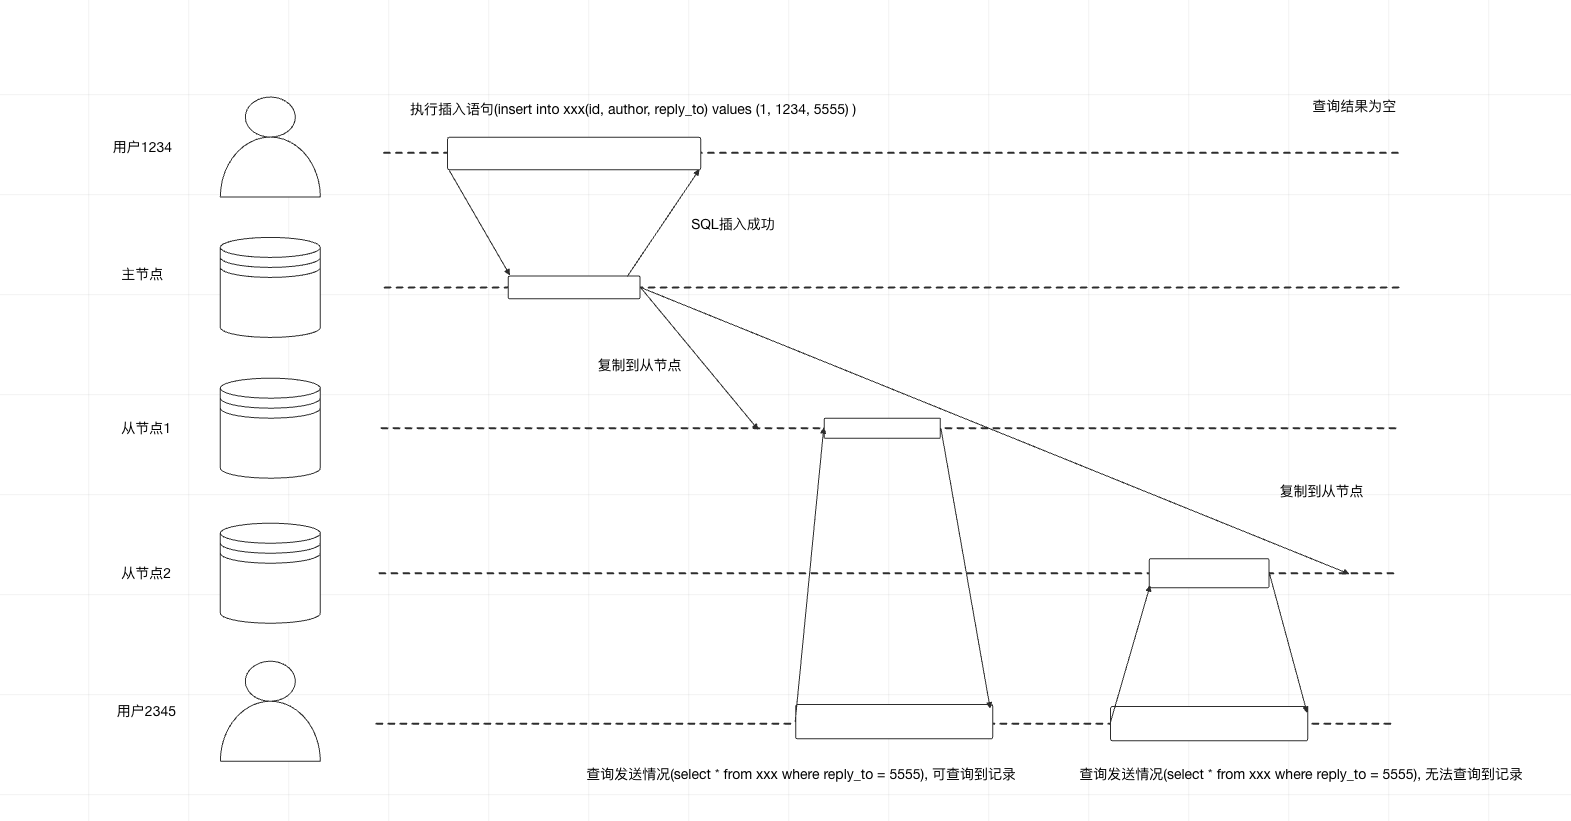 执行插入语句(insert into xxx(id, author, reply_to) values (1, 1234, 5555) )
查询结果为空
用户1234
SQL插入成功
主节点
复制到从节点
从节点1
复制到从节点
从节点2
用户2345
查询发送情况(select * from xxx where reply_to = 5555), 可查询到记录
查询发送情况(select * from xxx where reply_to = 5555), 无法查询到记录